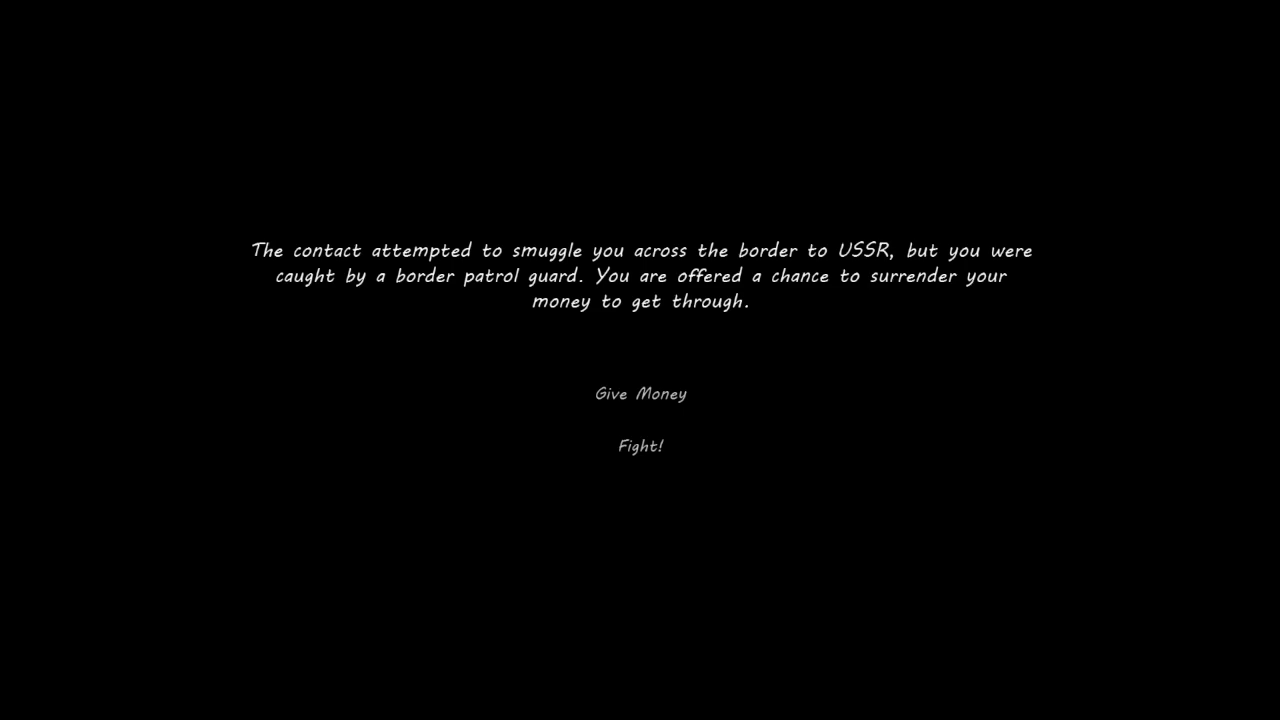 The contact attempted to smuggle you across the border to USSR, but you were
caught by a border patrol guard. You are offered a chance to surrender your
money to get through.
Give Money
Fight!